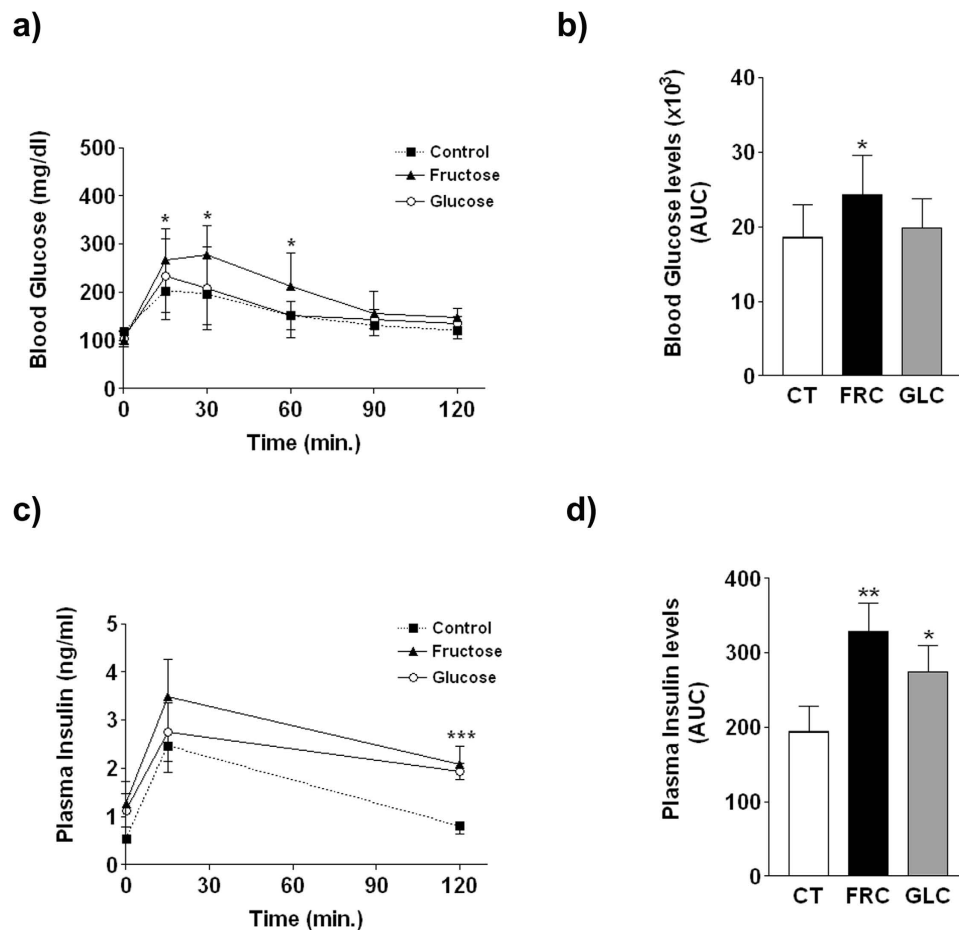 a)
Blood Glucose (mg/dl)
500
400
300
200
100
0
* * *
Control
Fructose
Glucose
0 30 60 90 120
Time (min.)
b)
Blood Glucose levels (x10³)
(AUC)
40
30
20
10
0
*
CT FRC GLC
c)
Plasma Insulin (ng/ml)
5
4
3
2
1
0
Control
Fructose
Glucose
***
0 30 60 90 120
Time (min.)
d)
Plasma Insulin levels
(AUC)
400
300
200
100
0
**
*
CT FRC GLC